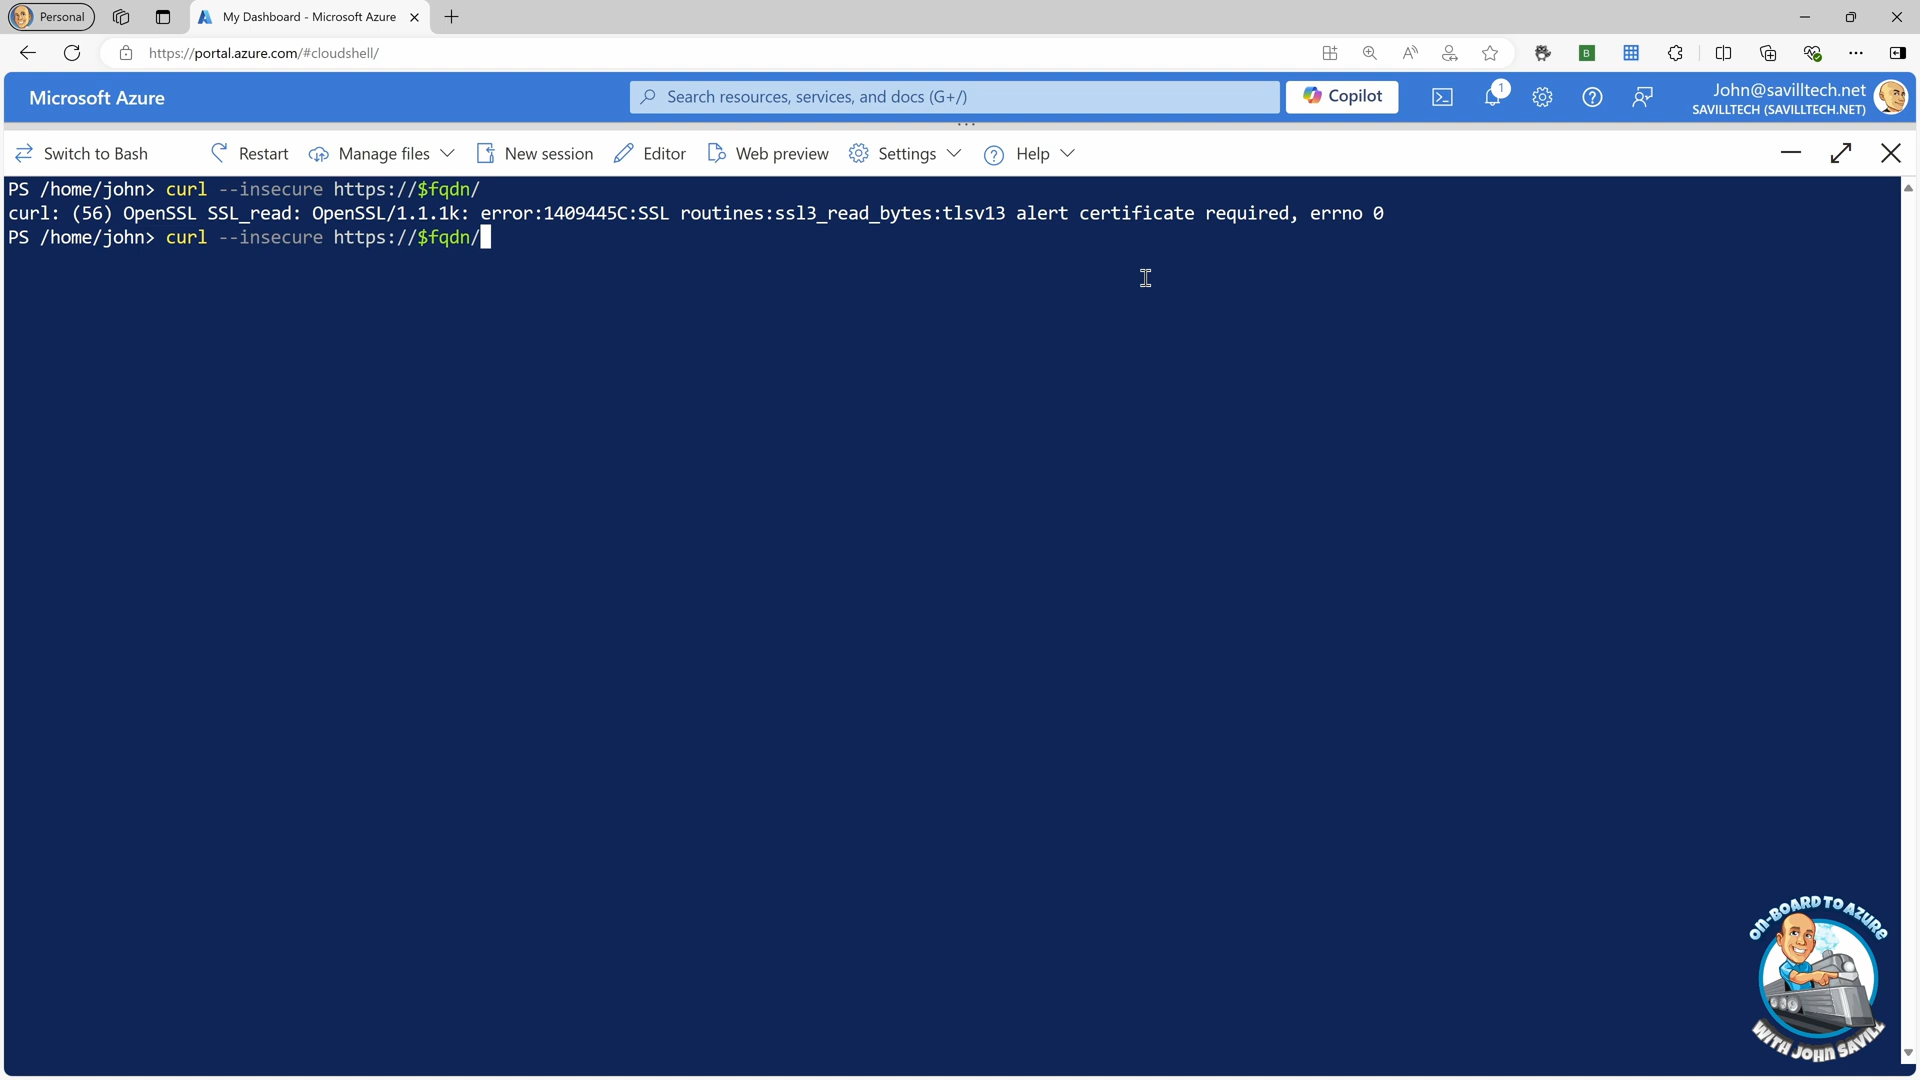 Personal
My Dashboard - Microsoft Azure
https://portal.azure.com/#cloudshell/
B
Microsoft Azure
Search resources, services, and docs (G+/)
Copilot
1
John@savilltech.net
SAVILLTECH (SAVILLTECH.NET)
Switch to Bash
Restart
Manage files
New session
Editor
Web preview
Settings
Help
PS /home/john> curl --insecure https://$fqdn/
curl: (56) OpenSSL SSL_read: OpenSSL/1.1.1k: error:1409445C:SSL routines:ssl3_read_bytes:tlsv13 alert certificate required, errno 0
PS /home/john> curl --insecure https://$fqdn/
ON-BOARD TO AZURE
WITH JOHN SAVILL